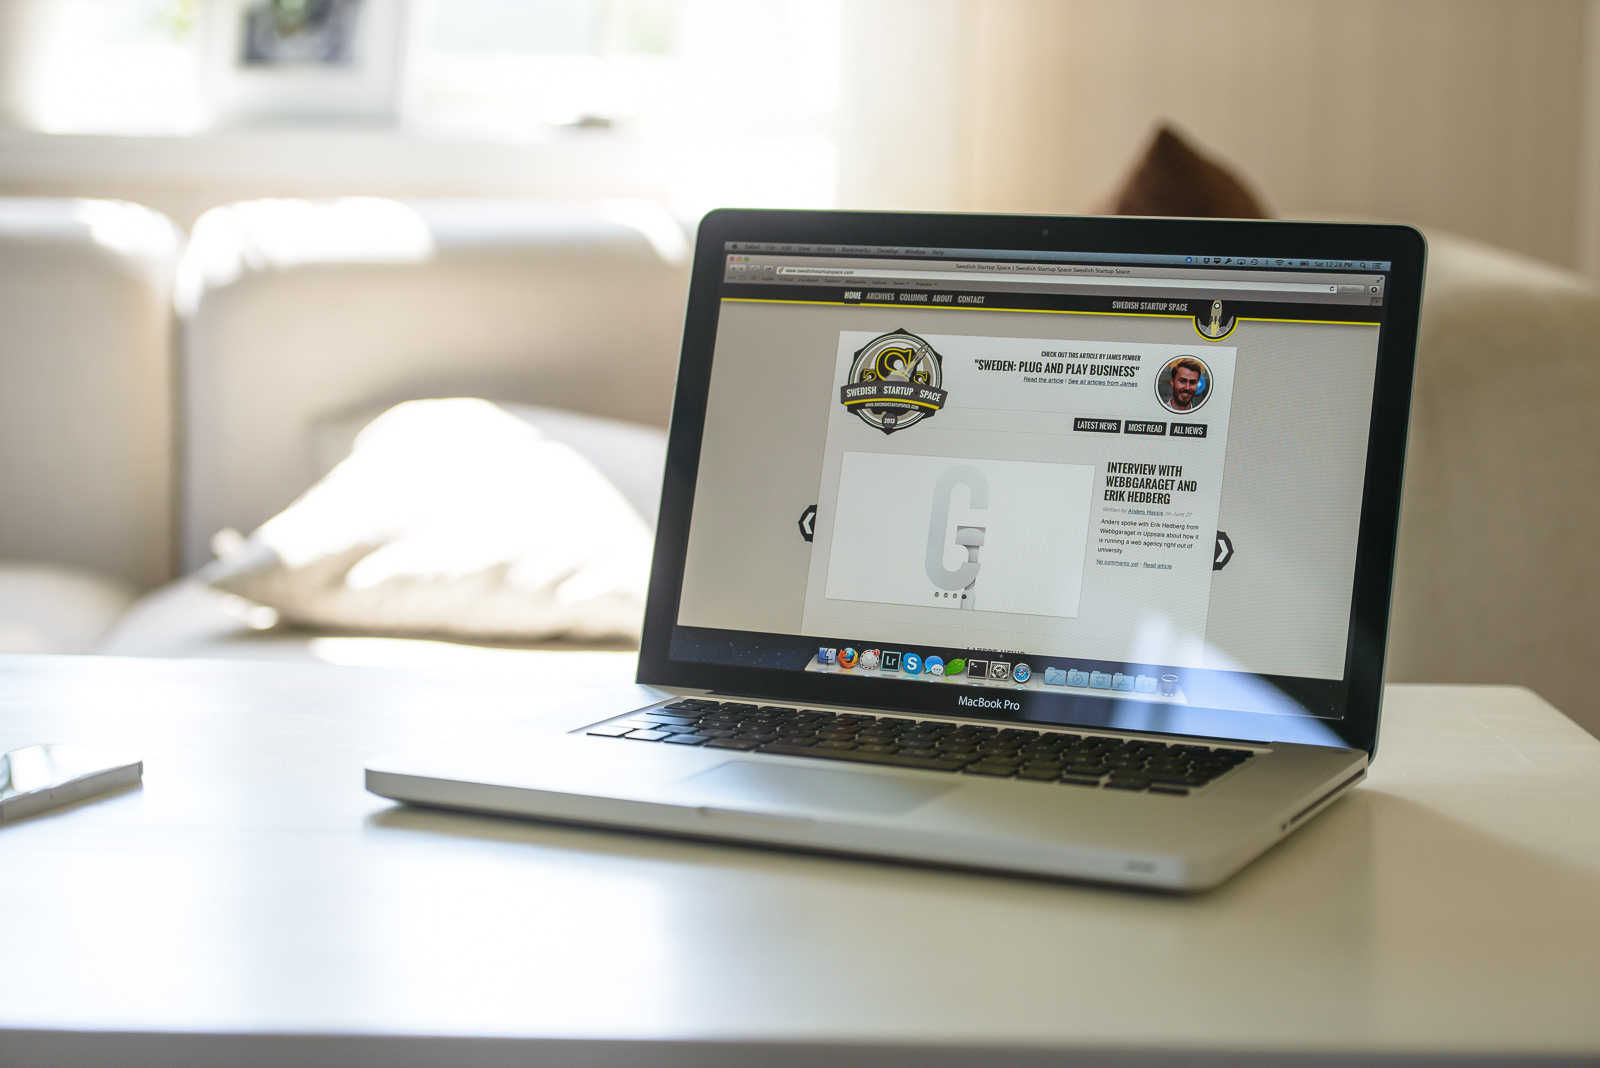 Safari File Edit View History Bookmarks Develop Window Help
Sat 12:28 PM
Swedish Startup Space | Swedish Startup Space Swedish Startup Space
www.swedishstartupspace.com
HOME ARCHIVES COLUMNS ABOUT CONTACT
SWEDISH STARTUP SPACE
CHECK OUT THIS ARTICLE BY JAMES PEMBER
"SWEDEN: PLUG AND PLAY BUSINESS"
Read the article | See all articles from James
S
SWEDISH STARTUP SPACE
WWW.SWEDISHSTARTUPSPACE.COM
2013
LATEST NEWS MOST READ ALL NEWS
G
INTERVIEW WITH
WEBBGARAGET AND
ERIK HEDBERG
Written by Anders Hassis on June 27
Anders spoke with Erik Hedberg from
Webbgaraget in Uppsala about how it
is running a web agency right out of
university
No comments yet | Read article
LATEST NEWS
Lr
S
MacBook Pro